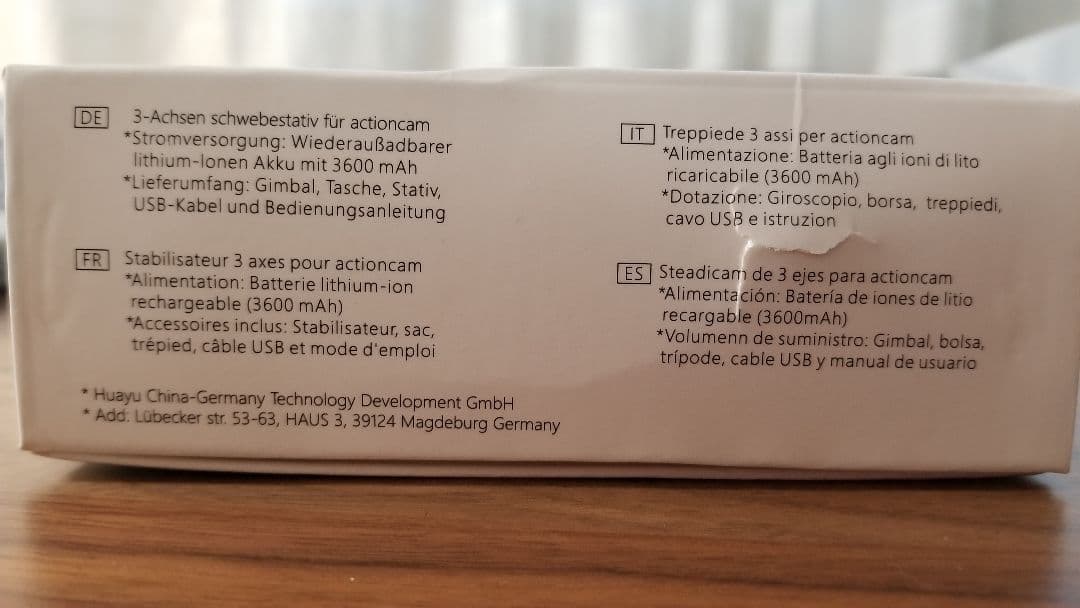 DE 3-Achsen schwebestativ für actioncam
*Stromversorgung: Wiederaußadbarer
lithium-Ionen Akku mit 3600 mAh
*Lieferumfang: Gimbal, Tasche, Stativ,
USB-Kabel und Bedienungsanleitung
FR Stabilisateur 3 axes pour actioncam
*Alimentation: Batterie lithium-ion
rechargeable (3600 mAh)
*Accessoires inclus: Stabilisateur, sac,
trépied, câble USB et mode d'emploi
IT Treppiede 3 assi per actioncam
*Alimentazione: Batteria agli ioni di lito
ricaricabile (3600 mAh)
*Dotazione: Giroscopio, borsa, treppiedi,
cavo USB e istruzion
ES Steadicam de 3 ejes para actioncam
*Alimentación: Batería de iones de litio
recargable (3600mAh)
*Volumenn de suministro: Gimbal, bolsa,
trípode, cable USB y manual de usuario
* Huayu China-Germany Technology Development GmbH
* Add: Lübecker str. 53-63, HAUS 3, 39124 Magdeburg Germany